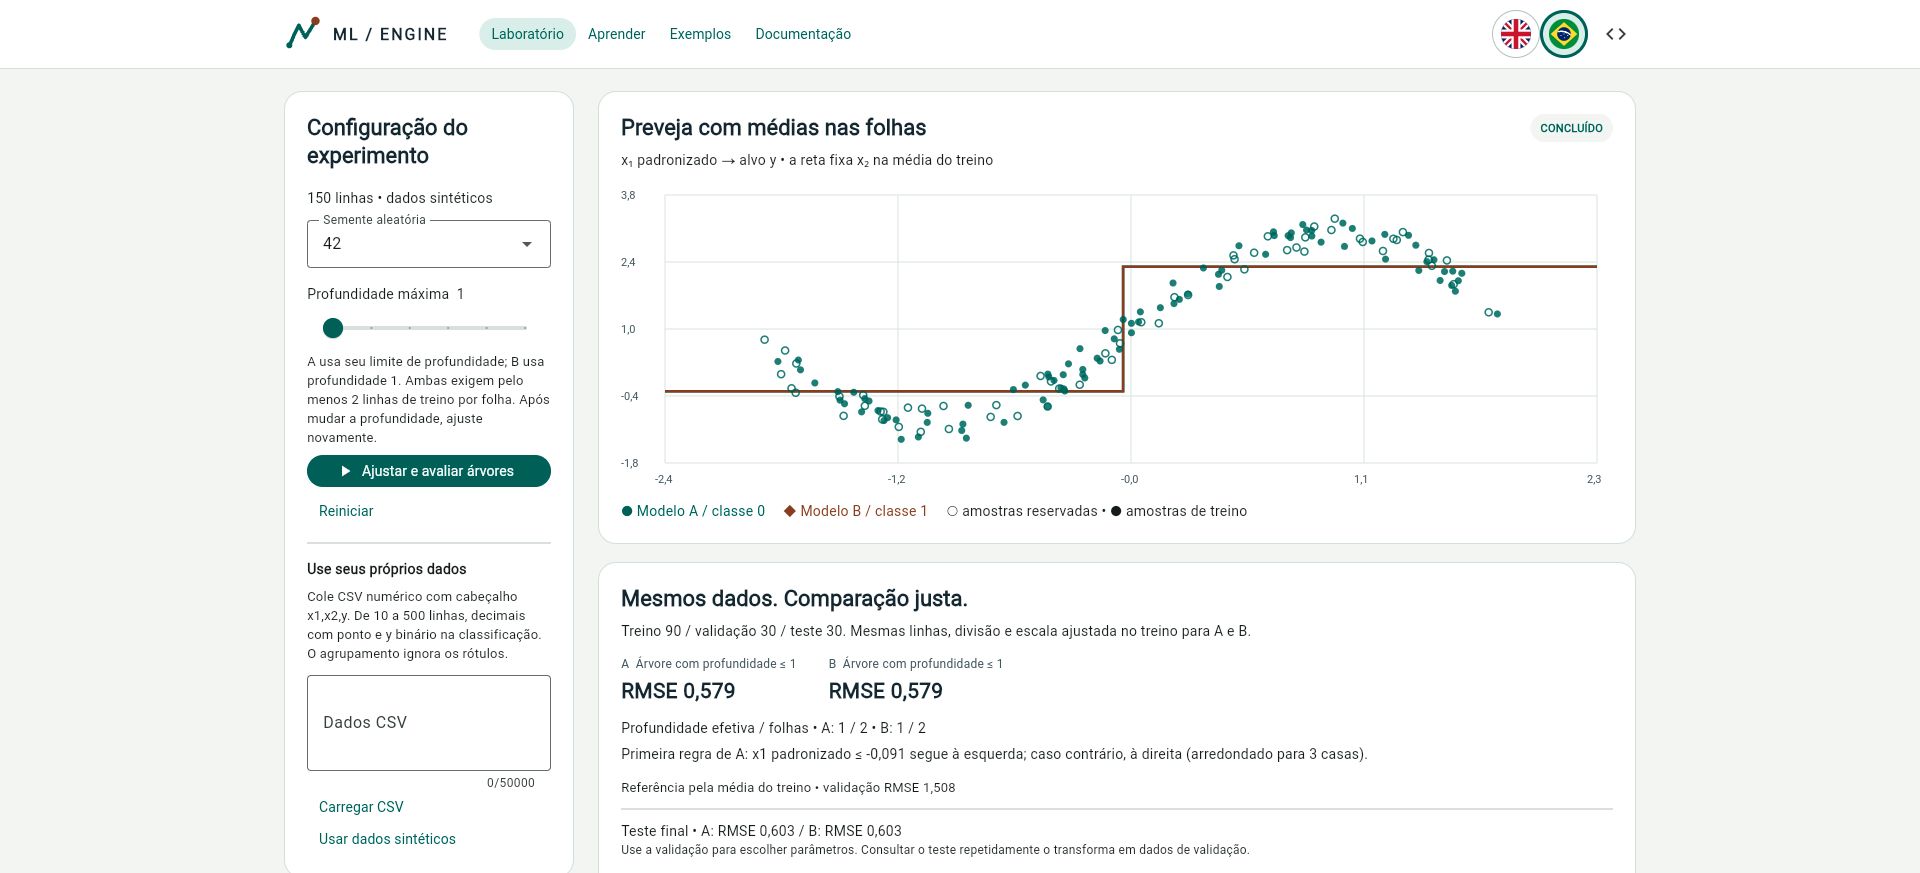 ML / ENGINE
Laboratório
Aprender
Exemplos
Documentação
Configuração do
experimento
150 linhas • dados sintéticos
Semente aleatória
42
Profundidade máxima 1
A usa seu limite de profundidade; B usa
profundidade 1. Ambas exigem pelo
menos 2 linhas de treino por folha. Após
mudar a profundidade, ajuste
novamente.
Ajustar e avaliar árvores
Reiniciar
Use seus próprios dados
Cole CSV numérico com cabeçalho
x1,x2,y. De 10 a 500 linhas, decimais
com ponto e y binário na classificação.
O agrupamento ignora os rótulos.
Dados CSV
0/50000
Carregar CSV
Usar dados sintéticos
Preveja com médias nas folhas
CONCLUÍDO
x₁ padronizado → alvo y • a reta fixa x₂ na média do treino
3,8
2,4
1,0
-0,4
-1,8
-2,4
-1,2
-0,0
1,1
2,3
Modelo A / classe 0
Modelo B / classe 1
amostras reservadas • amostras de treino
Mesmos dados. Comparação justa.
Treino 90 / validação 30 / teste 30. Mesmas linhas, divisão e escala ajustada no treino para A e B.
A Árvore com profundidade ≤ 1
B Árvore com profundidade ≤ 1
RMSE 0,579
RMSE 0,579
Profundidade efetiva / folhas • A: 1 / 2 • B: 1 / 2
Primeira regra de A: x1 padronizado ≤ -0,091 segue à esquerda; caso contrário, à direita (arredondado para 3 casas).
Referência pela média do treino • validação RMSE 1,508
Teste final • A: RMSE 0,603 / B: RMSE 0,603
Use a validação para escolher parâmetros. Consultar o teste repetidamente o transforma em dados de validação.